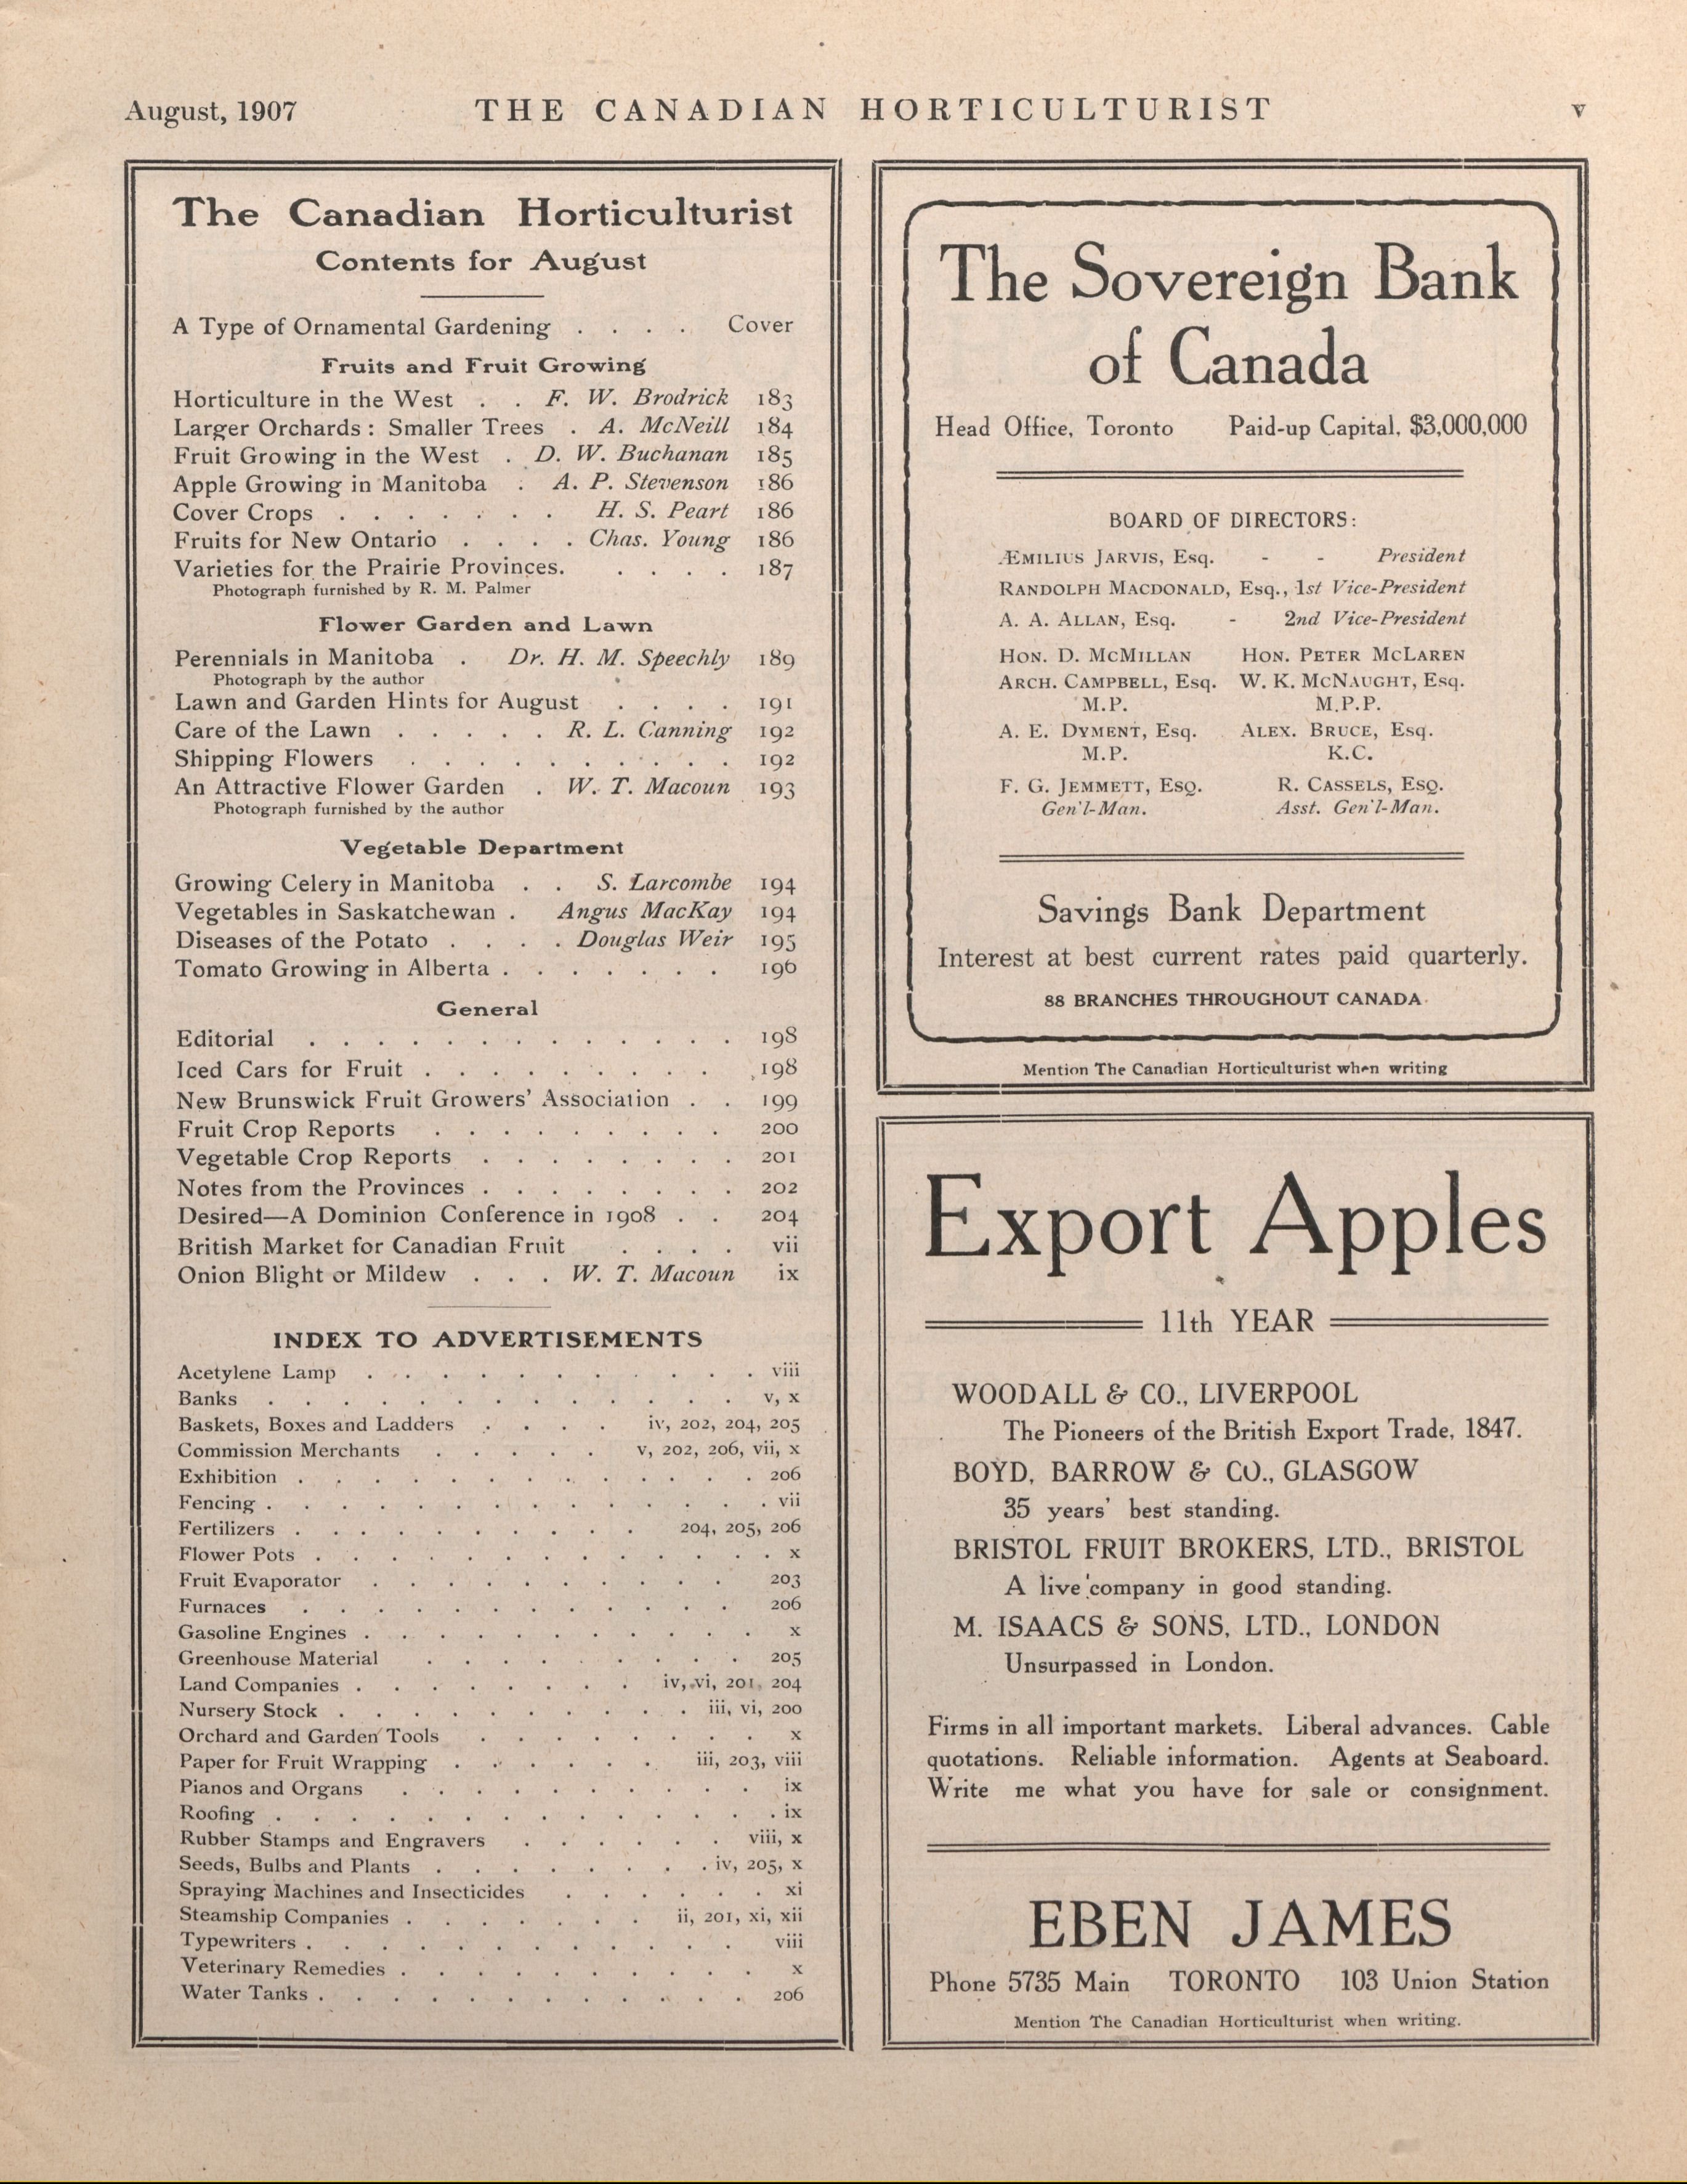 August, 1907 THE CANADIAN HORTICULTURIST v
The Canadian Horticulturist
Contents for August
A Type of Ornamental Gardening . . . . Cover
Fruits and Fruit Growing
Horticulture in the West . . F. W. Brodrick 183
Larger Orchards: Smaller Trees . A. McNeill 184
Fruit Growing in the West . D. W. Buchanan 185
Apple Growing in Manitoba . A. P. Stevenson 186
Cover Crops . . . . . . . H. S. Peart 186
Fruits for New Ontario . . . . Chas. Young 186
Varieties for the Prairie Provinces. . . . . 187
Photograph furnished by R. M. Palmer
Flower Garden and Lawn
Perennials in Manitoba . Dr. H. M. Speechly 189
Photograph by the author
Lawn and Garden Hints for August . . . . 191
Care of the Lawn . . . . . R. L. Canning 192
Shipping Flowers . . . . . . . . . . 192
An Attractive Flower Garden . W. T. Macoun 193
Photograph furnished by the author
Vegetable Department
Growing Celery in Manitoba . . S. Larcombe 194
Vegetables in Saskatchewan . Angus MacKay 194
Diseases of the Potato . . . . Douglas Weir 195
Tomato Growing in Alberta . . . . . . . 196
General
Editorial . . . . . . . . . . . . . 198
Iced Cars for Fruit . . . . . . . . . 198
New Brunswick Fruit Growers' Association . . 199
Fruit Crop Reports . . . . . . . . . 200
Vegetable Crop Reports . . . . . . . . 201
Notes from the Provinces . . . . . . . . 202
Desired—A Dominion Conference in 1908 . . 204
British Market for Canadian Fruit . . . . vii
Onion Blight or Mildew . . . W. T. Macoun ix
INDEX TO ADVERTISEMENTS
Acetylene Lamp . . . . . . . . . . . viii
Banks . . . . . . . . . . . . . v, x
Baskets, Boxes and Ladders . . . . iv, 202, 204, 205
Commission Merchants . . . . . v, 202, 206, vii, x
Exhibition . . . . . . . . . . . . . 206
Fencing . . . . . . . . . . . . . . vii
Fertilizers . . . . . . . . . . 204, 205, 206
Flower Pots . . . . . . . . . . . . . x
Fruit Evaporator . . . . . . . . . . 203
Furnaces . . . . . . . . . . . . 206
Gasoline Engines . . . . . . . . . . . x
Greenhouse Material . . . . . . . . . 205
Land Companies . . . . . . . . iv, vi, 201, 204
Nursery Stock . . . . . . . . . . iii, vi, 200
Orchard and Garden Tools . . . . . . . . x
Paper for Fruit Wrapping . . . . . . iii, 203, viii
Pianos and Organs . . . . . . . . . . ix
Roofing . . . . . . . . . . . . . . ix
Rubber Stamps and Engravers . . . . . . viii, x
Seeds, Bulbs and Plants . . . . . . . . iv, 205, x
Spraying Machines and Insecticides . . . . . . xi
Steamship Companies . . . . . . . ii, 201, xi, xii
Typewriters . . . . . . . . . . . . viii
Veterinary Remedies . . . . . . . . . . x
Water Tanks . . . . . . . . . . . . 206
The Sovereign Bank
of Canada
Head Office, Toronto Paid-up Capital, $3,000,000
BOARD OF DIRECTORS:
ÆMILIUS JARVIS, Esq. - - President
RANDOLPH MACDONALD, Esq., 1st Vice-President
A. A. ALLAN, Esq. - 2nd Vice-President
HON. D. MCMILLAN HON. PETER MCLAREN
ARCH. CAMPBELL, Esq. W. K. MCNAUGHT, Esq.
M.P. M.P.P.
A. E. DYMENT, Esq. ALEX. BRUCE, Esq.
M.P. K.C.
F. G. JEMMETT, ESQ. R. CASSELS, ESQ.
Gen'l-Man. Asst. Gen'l-Man.
Savings Bank Department
Interest at best current rates paid quarterly.
88 BRANCHES THROUGHOUT CANADA
Mention The Canadian Horticulturist when writing
Export Apples
11th YEAR
WOODALL & CO., LIVERPOOL
The Pioneers of the British Export Trade, 1847.
BOYD, BARROW & CO., GLASGOW
35 years' best standing.
BRISTOL FRUIT BROKERS, LTD., BRISTOL
A live company in good standing.
M. ISAACS & SONS, LTD., LONDON
Unsurpassed in London.
Firms in all important markets. Liberal advances. Cable
quotations. Reliable information. Agents at Seaboard.
Write me what you have for sale or consignment.
EBEN JAMES
Phone 5735 Main TORONTO 103 Union Station
Mention The Canadian Horticulturist when writing.